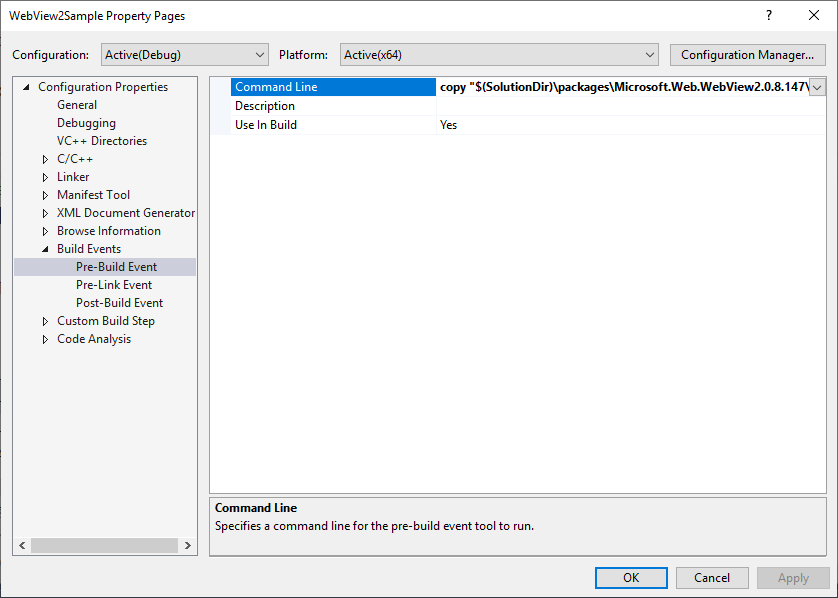 WebView2Sample Property Pages
?
Configuration: Active(Debug) Platform: Active(x64) Configuration Manager...
Configuration Properties
General
Debugging
VC++ Directories
C/C++
Linker
Manifest Tool
XML Document Generator
Browse Information
Build Events
Pre-Build Event
Pre-Link Event
Post-Build Event
Custom Build Step
Code Analysis
Command Line copy "$(SolutionDir)\packages\Microsoft.Web.WebView2.0.8.147\
Description
Use In Build Yes
Command Line
Specifies a command line for the pre-build event tool to run.
OK Cancel Apply